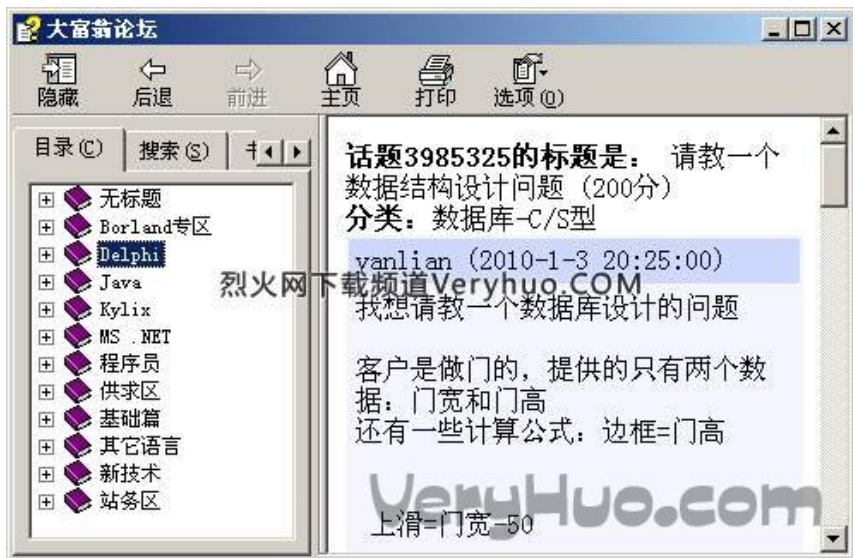 大富翁论坛
隐藏 后退 前进 主页 打印 选项(O)
目录(C) 搜索(S)
无标题
Borland专区
Delphi
Java
Kylix
MS .NET
程序员
供求区
基础篇
其它语言
新技术
站务区
话题3985325的标题是： 请教一个
数据结构设计问题 (200分)
分类：数据库-C/S型
yanlian (2010-1-3 20:25:00)
烈火网下载频道Veryhuo.COM
我想请教一个数据库设计的问题
客户是做门的，提供的只有两个数
据：门宽和门高
还有一些计算公式：边框=门高
VeryHuo.com
上滑=门宽-50